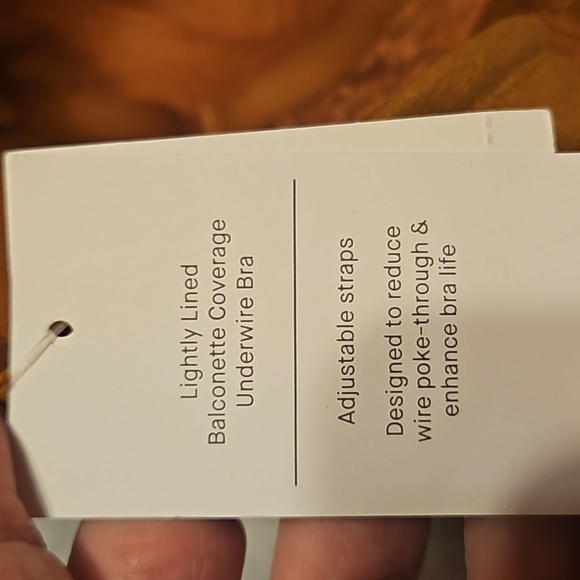 Lightly Lined
Balconette Coverage
Underwire Bra
Adjustable straps
Designed to reduce
wire poke-through &
enhance bra life